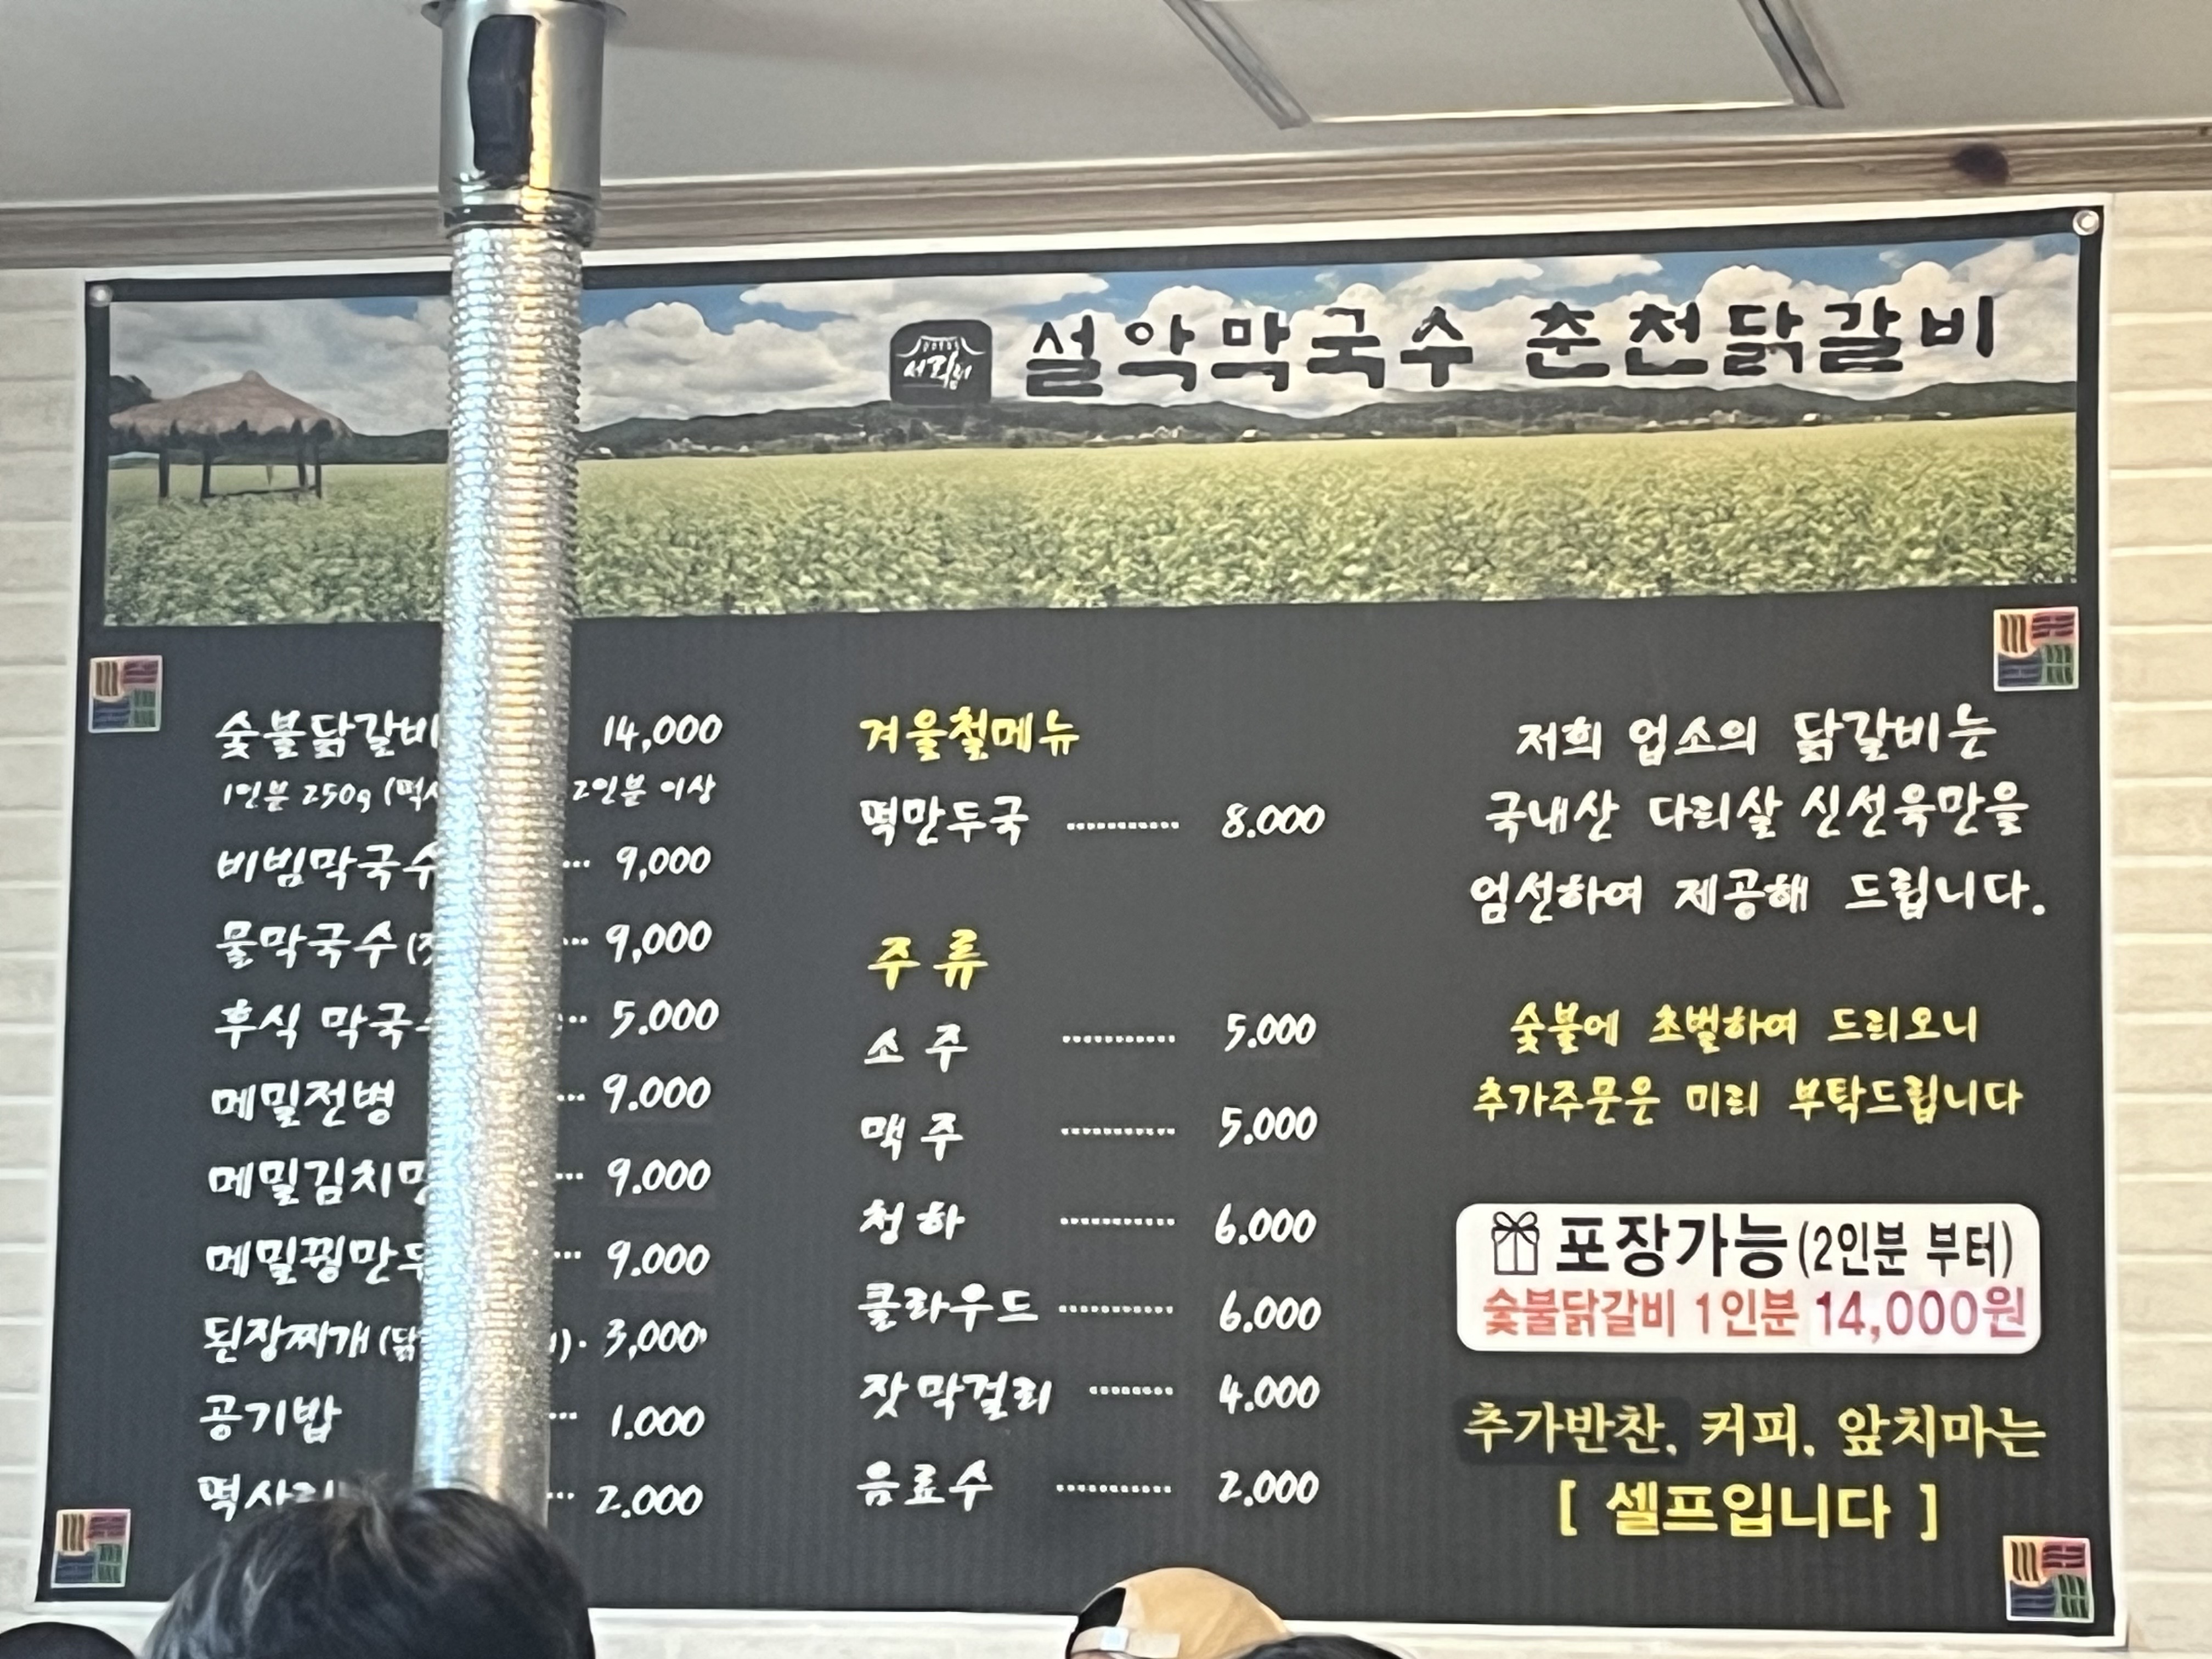 서화리
설악막국수 춘천닭갈비
숯불닭갈비 14,000
1인분 250g ( 2인분 이상
비빔막국수 ... 9,000
물막국수 ( ... 9,000
후식 막국 ... 5.000
메밀전병 ... 9.000
메밀김치 ... 9.000
메밀꿩만두 ... 9.000
된장찌개 ( ). 3,000
공기밥 ... 1.000
떡사리 ... 2.000
겨울철메뉴
떡만두국 ............ 8.000
주 류
소 주 ............ 5.000
맥 주 ............ 5.000
청 하 ............ 6.000
클라우드 ............ 6.000
잣 막걸리 ......... 4.000
음료수 ............ 2.000
저희 업소의 닭갈비는
국내산 다리살 신선육만을
엄선하여 제공해 드립니다.
숯불에 초벌하여 드리오니
추가주문은 미리 부탁드립니다
포장가능 (2인분 부터)
숯불닭갈비 1인분 14,000원
추가반찬, 커피, 앞치마는
[ 셀프입니다 ]